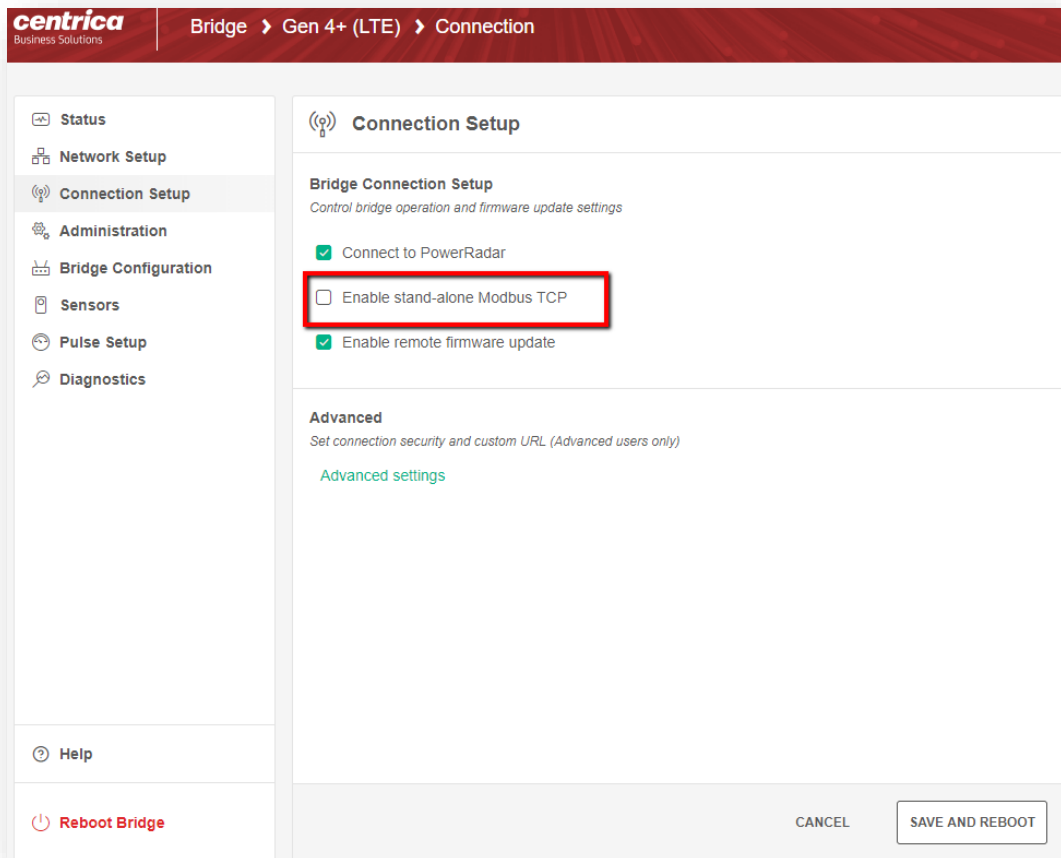 centrica
Business Solutions
Bridge > Gen 4+ (LTE) > Connection
Status
Network Setup
Connection Setup
Administration
Bridge Configuration
Sensors
Pulse Setup
Diagnostics
Help
Reboot Bridge
Connection Setup
Bridge Connection Setup
Control bridge operation and firmware update settings
Connect to PowerRadar
Enable stand-alone Modbus TCP
Enable remote firmware update
Advanced
Set connection security and custom URL (Advanced users only)
Advanced settings
CANCEL
SAVE AND REBOOT